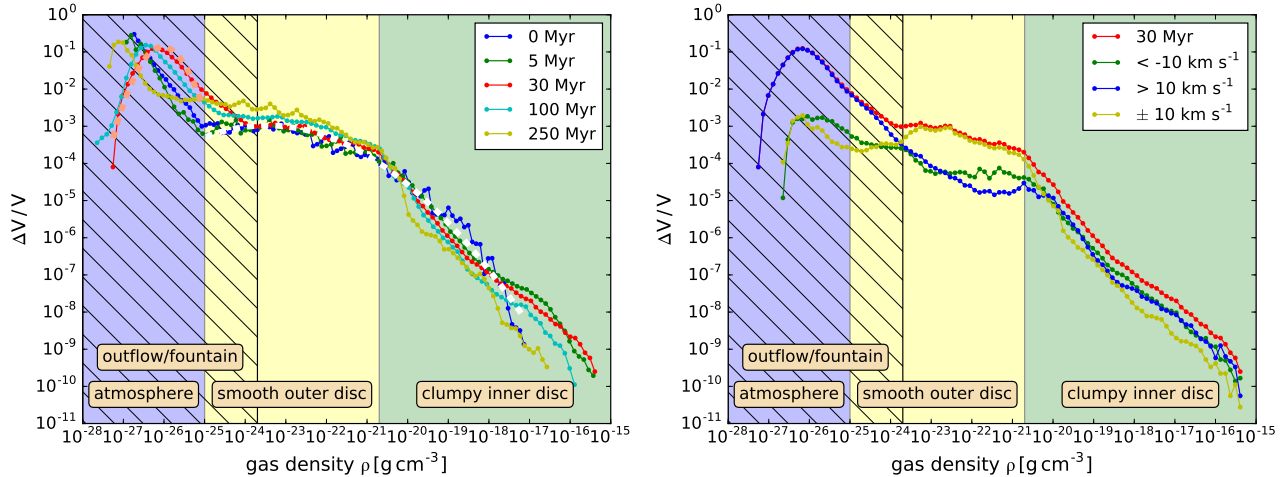 10⁰
10⁻¹
10⁻²
10⁻³
10⁻⁴
10⁻⁵
10⁻⁶
10⁻⁷
10⁻⁸
10⁻⁹
10⁻¹⁰
10⁻¹¹
ΔV / V
0 Myr
5 Myr
30 Myr
100 Myr
250 Myr
outflow/fountain
atmosphere
smooth outer disc
clumpy inner disc
10⁻²⁸ 10⁻²⁷ 10⁻²⁶ 10⁻²⁵ 10⁻²⁴ 10⁻²³ 10⁻²² 10⁻²¹ 10⁻²⁰ 10⁻¹⁹ 10⁻¹⁸ 10⁻¹⁷ 10⁻¹⁶ 10⁻¹⁵
gas density ρ [g cm⁻³]
10⁰
10⁻¹
10⁻²
10⁻³
10⁻⁴
10⁻⁵
10⁻⁶
10⁻⁷
10⁻⁸
10⁻⁹
10⁻¹⁰
10⁻¹¹
ΔV / V
30 Myr
< -10 km s⁻¹
> 10 km s⁻¹
± 10 km s⁻¹
outflow/fountain
atmosphere
smooth outer disc
clumpy inner disc
10⁻²⁸ 10⁻²⁷ 10⁻²⁶ 10⁻²⁵ 10⁻²⁴ 10⁻²³ 10⁻²² 10⁻²¹ 10⁻²⁰ 10⁻¹⁹ 10⁻¹⁸ 10⁻¹⁷ 10⁻¹⁶ 10⁻¹⁵
gas density ρ [g cm⁻³]